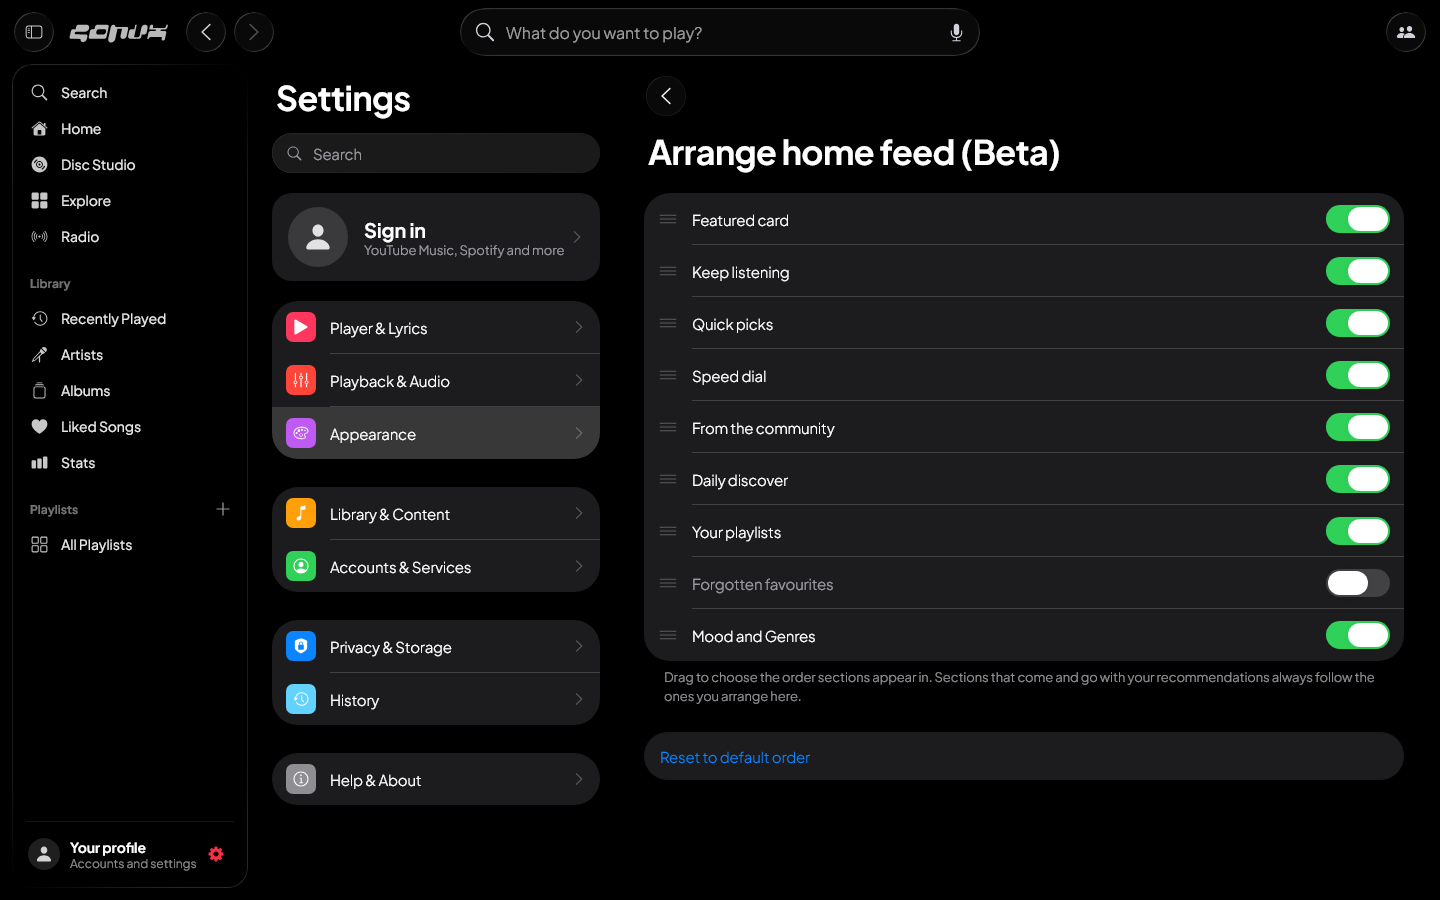 What do you want to play?
Search
Home
Disc Studio
Explore
Radio
Library
Recently Played
Artists
Albums
Liked Songs
Stats
Playlists
All Playlists
Your profile
Accounts and settings
Settings
Search
Sign in
YouTube Music, Spotify and more
Player & Lyrics
Playback & Audio
Appearance
Library & Content
Accounts & Services
Privacy & Storage
History
Help & About
Arrange home feed (Beta)
Featured card
Keep listening
Quick picks
Speed dial
From the community
Daily discover
Your playlists
Forgotten favourites
Mood and Genres
Drag to choose the order sections appear in. Sections that come and go with your recommendations always follow the
ones you arrange here.
Reset to default order